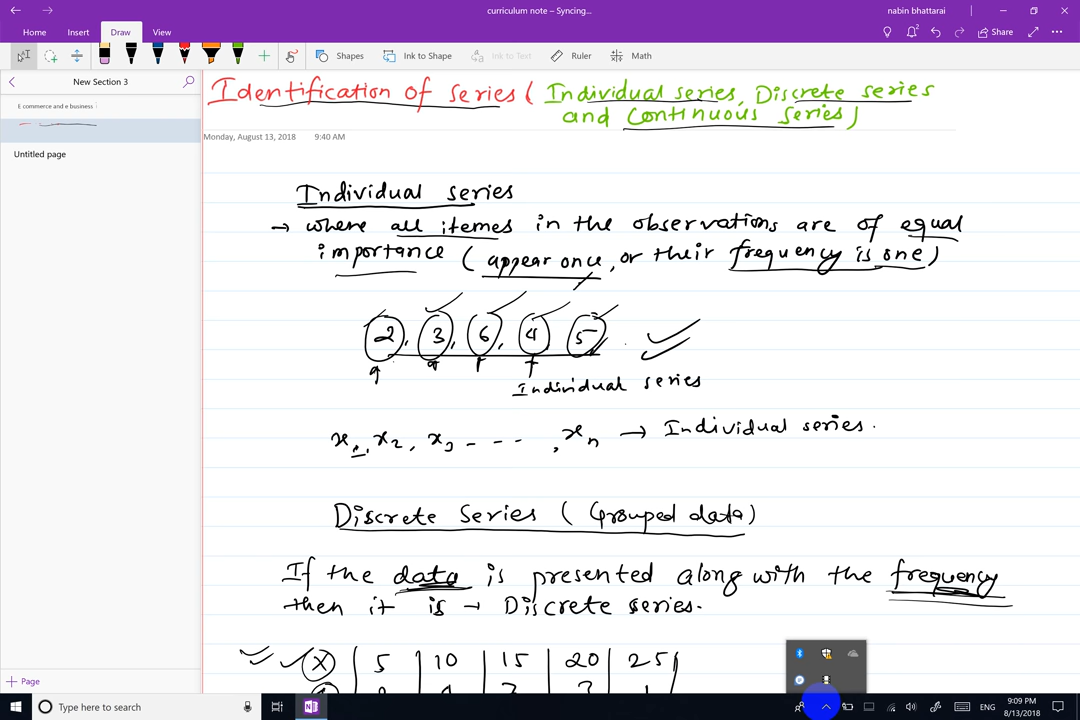 curriculum note – Syncing...
nabin bhattarai
Home
Insert
Draw
View
Share
Shapes
Ink to Shape
Ink to Text
Ruler
Math
New Section 3
E commerce and e business
Untitled page
Page
Identification of series ( Individual series, Discrete series
and Continuous series)
Monday, August 13, 2018 9:40 AM
Individual series
→ where all itemes in the observations are of equal
importance ( appear once, or their frequency is one)
2, 3, 6, 4, 5
Individual series
x1, x2, x3 - - - , xn → Individual series.
Discrete Series ( Grouped data)
If the data is presented along with the frequency
then it is → Discrete series.
X | 5 | 10 | 15 | 20 | 25 |
Type here to search
ENG
9:09 PM
8/13/2018